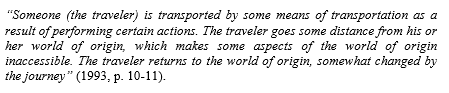 “Someone (the traveler) is transported by some means of transportation as a
result of performing certain actions. The traveler goes some distance from his or
her world of origin, which makes some aspects of the world of origin
inaccessible. The traveler returns to the world of origin, somewhat changed by
the journey” (1993, p. 10-11).